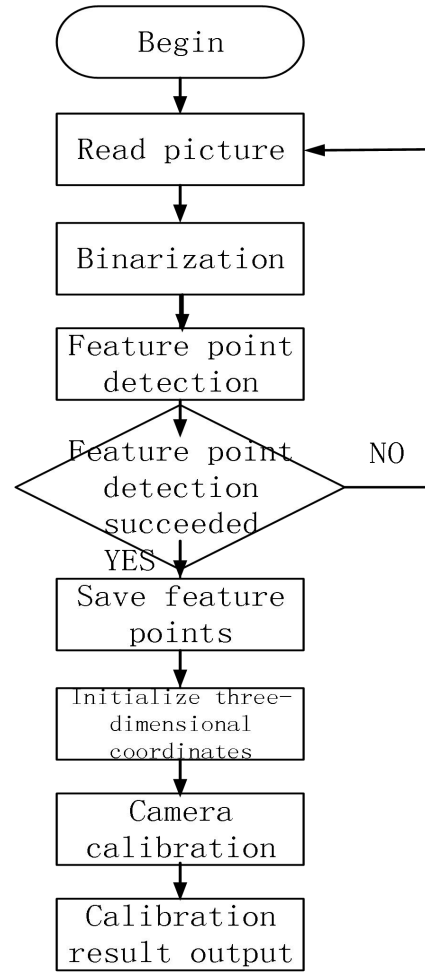 Begin
Read picture
Binarization
Feature point
detection
Feature point
detection
succeeded
NO
YES
Save feature
points
Initialize three-
dimensional
coordinates
Camera
calibration
Calibration
result output